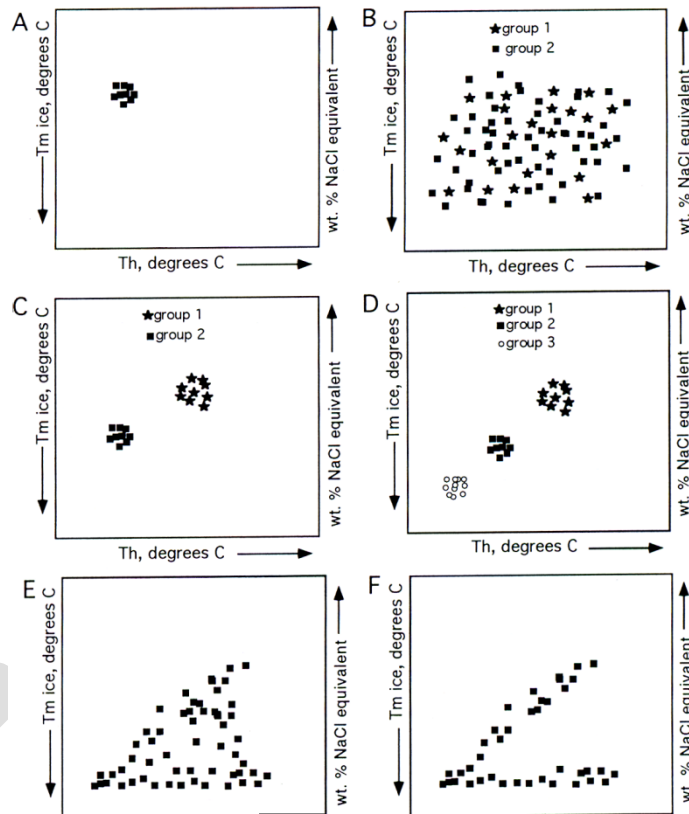 A
Tm ice, degrees C
wt. % NaCl equivalent
Th, degrees C
B
group 1
group 2
Tm ice, degrees C
wt. % NaCl equivalent
Th, degrees C
C
group 1
group 2
Tm ice, degrees C
wt. % NaCl equivalent
Th, degrees C
D
group 1
group 2
group 3
Tm ice, degrees C
wt. % NaCl equivalent
Th, degrees C
E
Tm ice, degrees C
wt. % NaCl equivalent
F
Tm ice, degrees C
wt. % NaCl equivalent